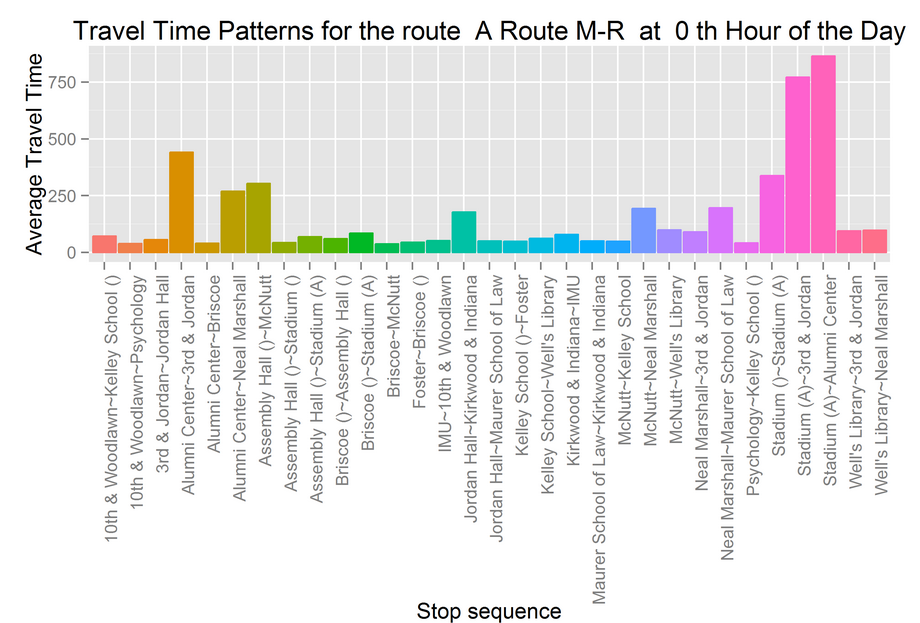 Travel Time Patterns for the route A Route M-R at 0 th Hour of the Day
Average Travel Time
750
500
250
0
10th & Woodlawn~Kelley School ()
10th & Woodlawn~Psychology
3rd & Jordan~Jordan Hall
Alumni Center~3rd & Jordan
Alumni Center~Briscoe
Alumni Center~Neal Marshall
Assembly Hall ()~McNutt
Assembly Hall ()~Stadium ()
Assembly Hall ()~Stadium (A)
Briscoe ()~Assembly Hall ()
Briscoe ()~Stadium (A)
Briscoe~McNutt
Foster~Briscoe ()
IMU~10th & Woodlawn
Jordan Hall~Kirkwood & Indiana
Jordan Hall~Maurer School of Law
Kelley School ()~Foster
Kelley School~Well's Library
Kirkwood & Indiana~IMU
Maurer School of Law~Kirkwood & Indiana
McNutt~Kelley School
McNutt~Neal Marshall
McNutt~Well's Library
Neal Marshall~3rd & Jordan
Neal Marshall~Maurer School of Law
Psychology~Kelley School ()
Stadium ()~Stadium (A)
Stadium (A)~3rd & Jordan
Stadium (A)~Alumni Center
Well's Library~3rd & Jordan
Well's Library~Neal Marshall
Stop sequence